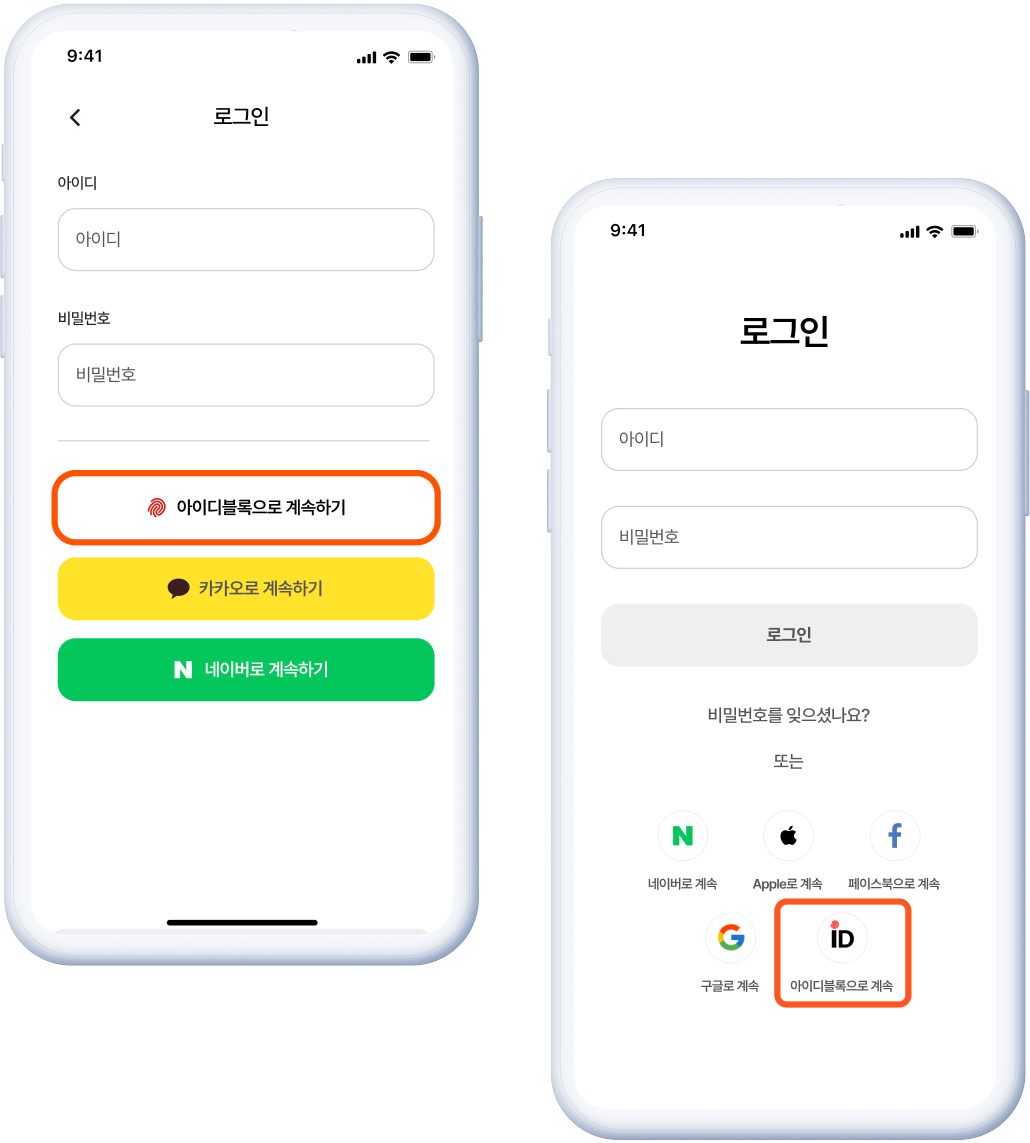 9:41
로그인
아이디
아이디
비밀번호
비밀번호
아이디블록으로 계속하기
카카오로 계속하기
N 네이버로 계속하기
9:41
로그인
아이디
비밀번호
로그인
비밀번호를 잊으셨나요?
또는
N
f
네이버로 계속
Apple로 계속
페이스북으로 계속
G
iD
구글로 계속
아이디블록으로 계속